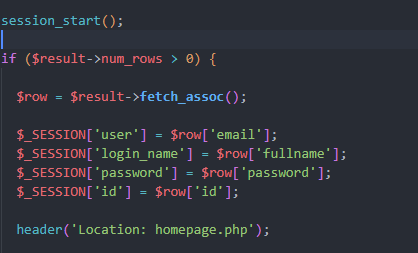 session_start();
if ($result->num_rows > 0) {
$row = $result->fetch_assoc();
$_SESSION['user'] = $row['email'];
$_SESSION['login_name'] = $row['fullname'];
$_SESSION['password'] = $row['password'];
$_SESSION['id'] = $row['id'];
header('Location: homepage.php');